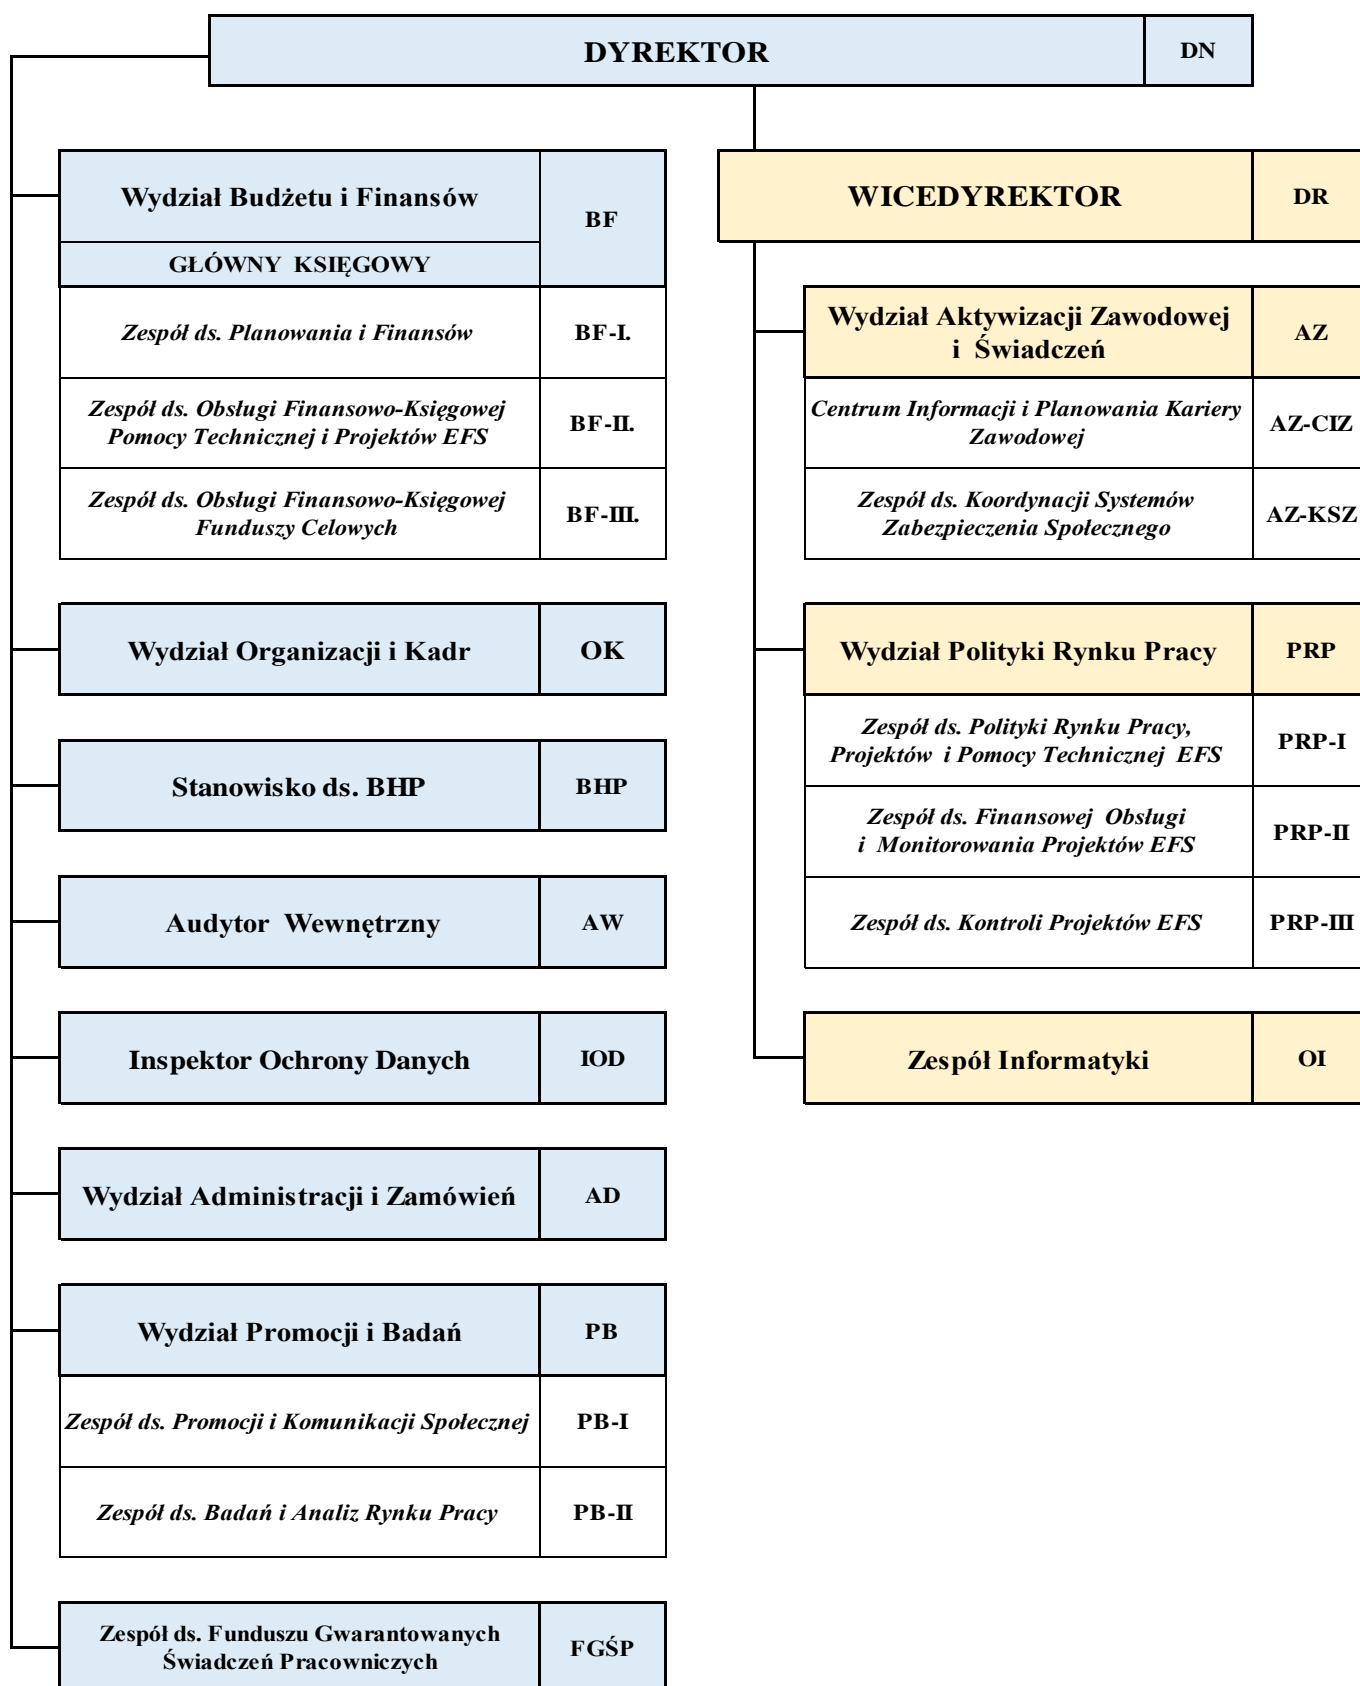 DYREKTOR DN
Wydział Budżetu i Finansów BF
GŁÓWNY KSIĘGOWY
Zespół ds. Planowania i Finansów BF-I.
Zespół ds. Obsługi Finansowo-Księgowej
Pomocy Technicznej i Projektów EFS BF-II.
Zespół ds. Obsługi Finansowo-Księgowej
Funduszy Celowych BF-III.
Wydział Organizacji i Kadr OK
Stanowisko ds. BHP BHP
Audytor Wewnętrzny AW
Inspektor Ochrony Danych IOD
Wydział Administracji i Zamówień AD
Wydział Promocji i Badań PB
Zespół ds. Promocji i Komunikacji Społecznej PB-I
Zespół ds. Badań i Analiz Rynku Pracy PB-II
Zespół ds. Funduszu Gwarantowanych
Świadczeń Pracowniczych FGŚP
WICEDYREKTOR DR
Wydział Aktywizacji Zawodowej
i Świadczeń AZ
Centrum Informacji i Planowania Kariery
Zawodowej AZ-CIZ
Zespół ds. Koordynacji Systemów
Zabezpieczenia Społecznego AZ-KSZ
Wydział Polityki Rynku Pracy PRP
Zespół ds. Polityki Rynku Pracy,
Projektów i Pomocy Technicznej EFS PRP-I
Zespół ds. Finansowej Obsługi
i Monitorowania Projektów EFS PRP-II
Zespół ds. Kontroli Projektów EFS PRP-III
Zespół Informatyki OI